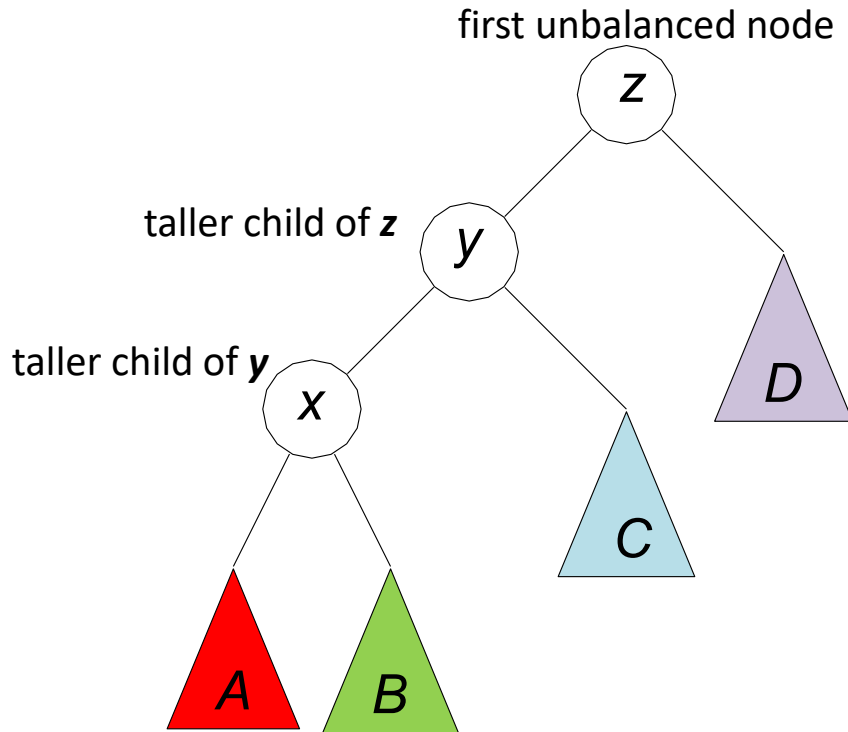 first unbalanced node
z
taller child of z
y
taller child of y
x
D
C
A
B